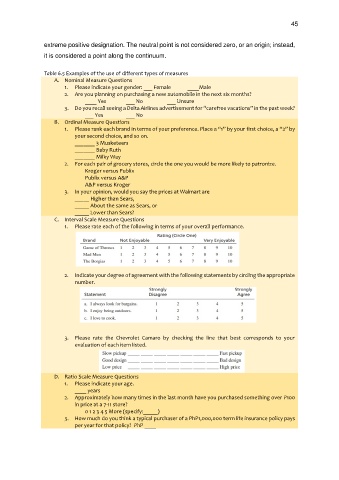 45
extreme positive designation. The neutral point is not considered zero, or an origin; instead,
it is considered a point along the continuum.
Table 6.5 Examples of the use of different types of measures
A. Nominal Measure Questions
1. Please indicate your gender. ___ Female ______Male
2. Are you planning on purchasing a new automobile in the next six months?
____ Yes ___ No ___ Unsure
3. Do you recall seeing a Delta Airlines advertisement for "carefree vacations" in the past week?
___ Yes ___ No
B. Ordinal Measure Questions
1. Please rank each brand in terms of your preference. Place a "1" by your first choice, a "2" by
your second choice, and so on.
_______ 3 Musketeers
_______ Baby Ruth
_______ Milky Way
2. For each pair of grocery stores, circle the one you would be more likely to patronize.
Kroger versus Publix
Publix versus A&P
A&P versus Kroger
3. In your opinion, would you say the prices at Walmart are
_____ Higher than Sears,
_____ About the same as Sears, or
_____ Lower than Sears?
C. Interval Scale Measure Questions
1. Please rate each of the following in terms of your overall performance.
Rating (Circle One)
Brand Not Enjoyable Very Enjoyable
Game of Thrones 1 2 3 4 5 6 7 8 9 10
Mad Men 1 2 3 4 5 6 7 8 9 10
The Borgias 1 2 3 4 5 6 7 8 9 10
2. Indicate your degree of agreement with the following statements by circling the appropriate
number.
Strongly Strongly
Statement Disagree Agree
a. I always look for bargains. 1 2 3 4 5
b. I enjoy being outdoors. 1 2 3 4 5
c. I love to cook. 1 2 3 4 5
3. Please rate the Chevrolet Camaro by checking the line that best corresponds to your
evaluation of each item listed.
Slow pickup ___ ___ ___ ___ ___ ___ ___ Fast pickup
Good design ___ ___ ___ ___ ___ ___ ___ Bad design
Low price ___ ___ ___ ___ ___ ___ ___ High price
D. Ratio Scale Measure Questions
1. Please indicate your age.
____ years
2. Approximately how many times in the last month have you purchased something over P100
in price at a 7-11 store?
0 1 2 3 4 5 More (specify:_____)
3. How much do you think a typical purchaser of a PhP1,000,000 term life insurance policy pays
per year for that policy? PhP ____